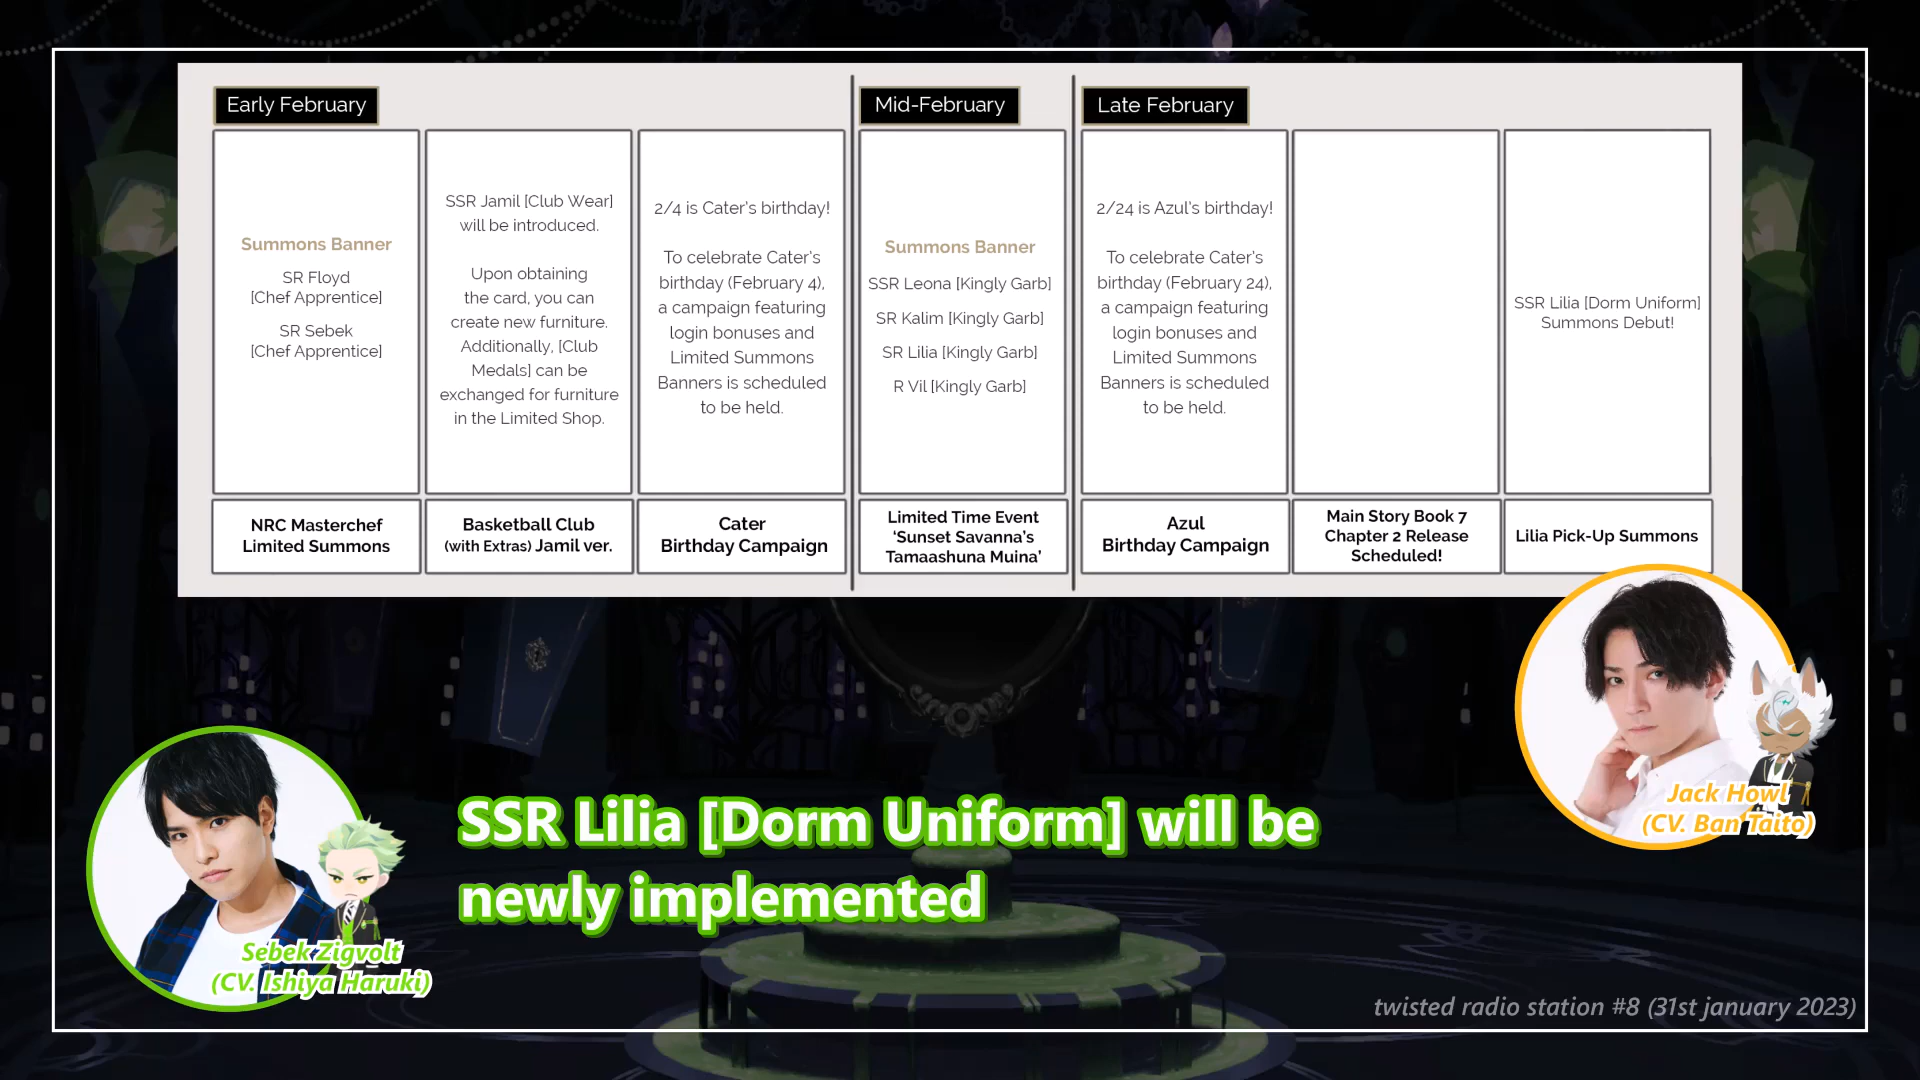 Early February
Summons Banner
SR Floyd
[Chef Apprentice]
SR Sebek
[Chef Apprentice]
NRC Masterchef
Limited Summons
SSR Jamil [Club Wear]
will be introduced.
Upon obtaining
the card, you can
create new furniture.
Additionally, [Club
Medals] can be
exchanged for furniture
in the Limited Shop.
Basketball Club
(with Extras) Jamil ver.
2/4 is Cater's birthday!
To celebrate Cater's
birthday (February 4),
a campaign featuring
login bonuses and
Limited Summons
Banners is scheduled
to be held.
Cater
Birthday Campaign
Mid-February
Summons Banner
SSR Leona [Kingly Garb]
SR Kalim [Kingly Garb]
SR Lilia [Kingly Garb]
R Vil [Kingly Garb]
Limited Time Event
'Sunset Savanna's
Tamaashuna Muina'
Late February
2/24 is Azul's birthday!
To celebrate Cater's
birthday (February 24),
a campaign featuring
login bonuses and
Limited Summons
Banners is scheduled
to be held.
Azul
Birthday Campaign
Main Story Book 7
Chapter 2 Release
Scheduled!
SSR Lilia [Dorm Uniform]
Summons Debut!
Lilia Pick-Up Summons
Jack Howl
(CV. Ban Taito)
SSR Lilia [Dorm Uniform] will be
newly implemented
Sebek Zigvolt
(CV. Ishiya Haruki)
twisted radio station #8 (31st january 2023)